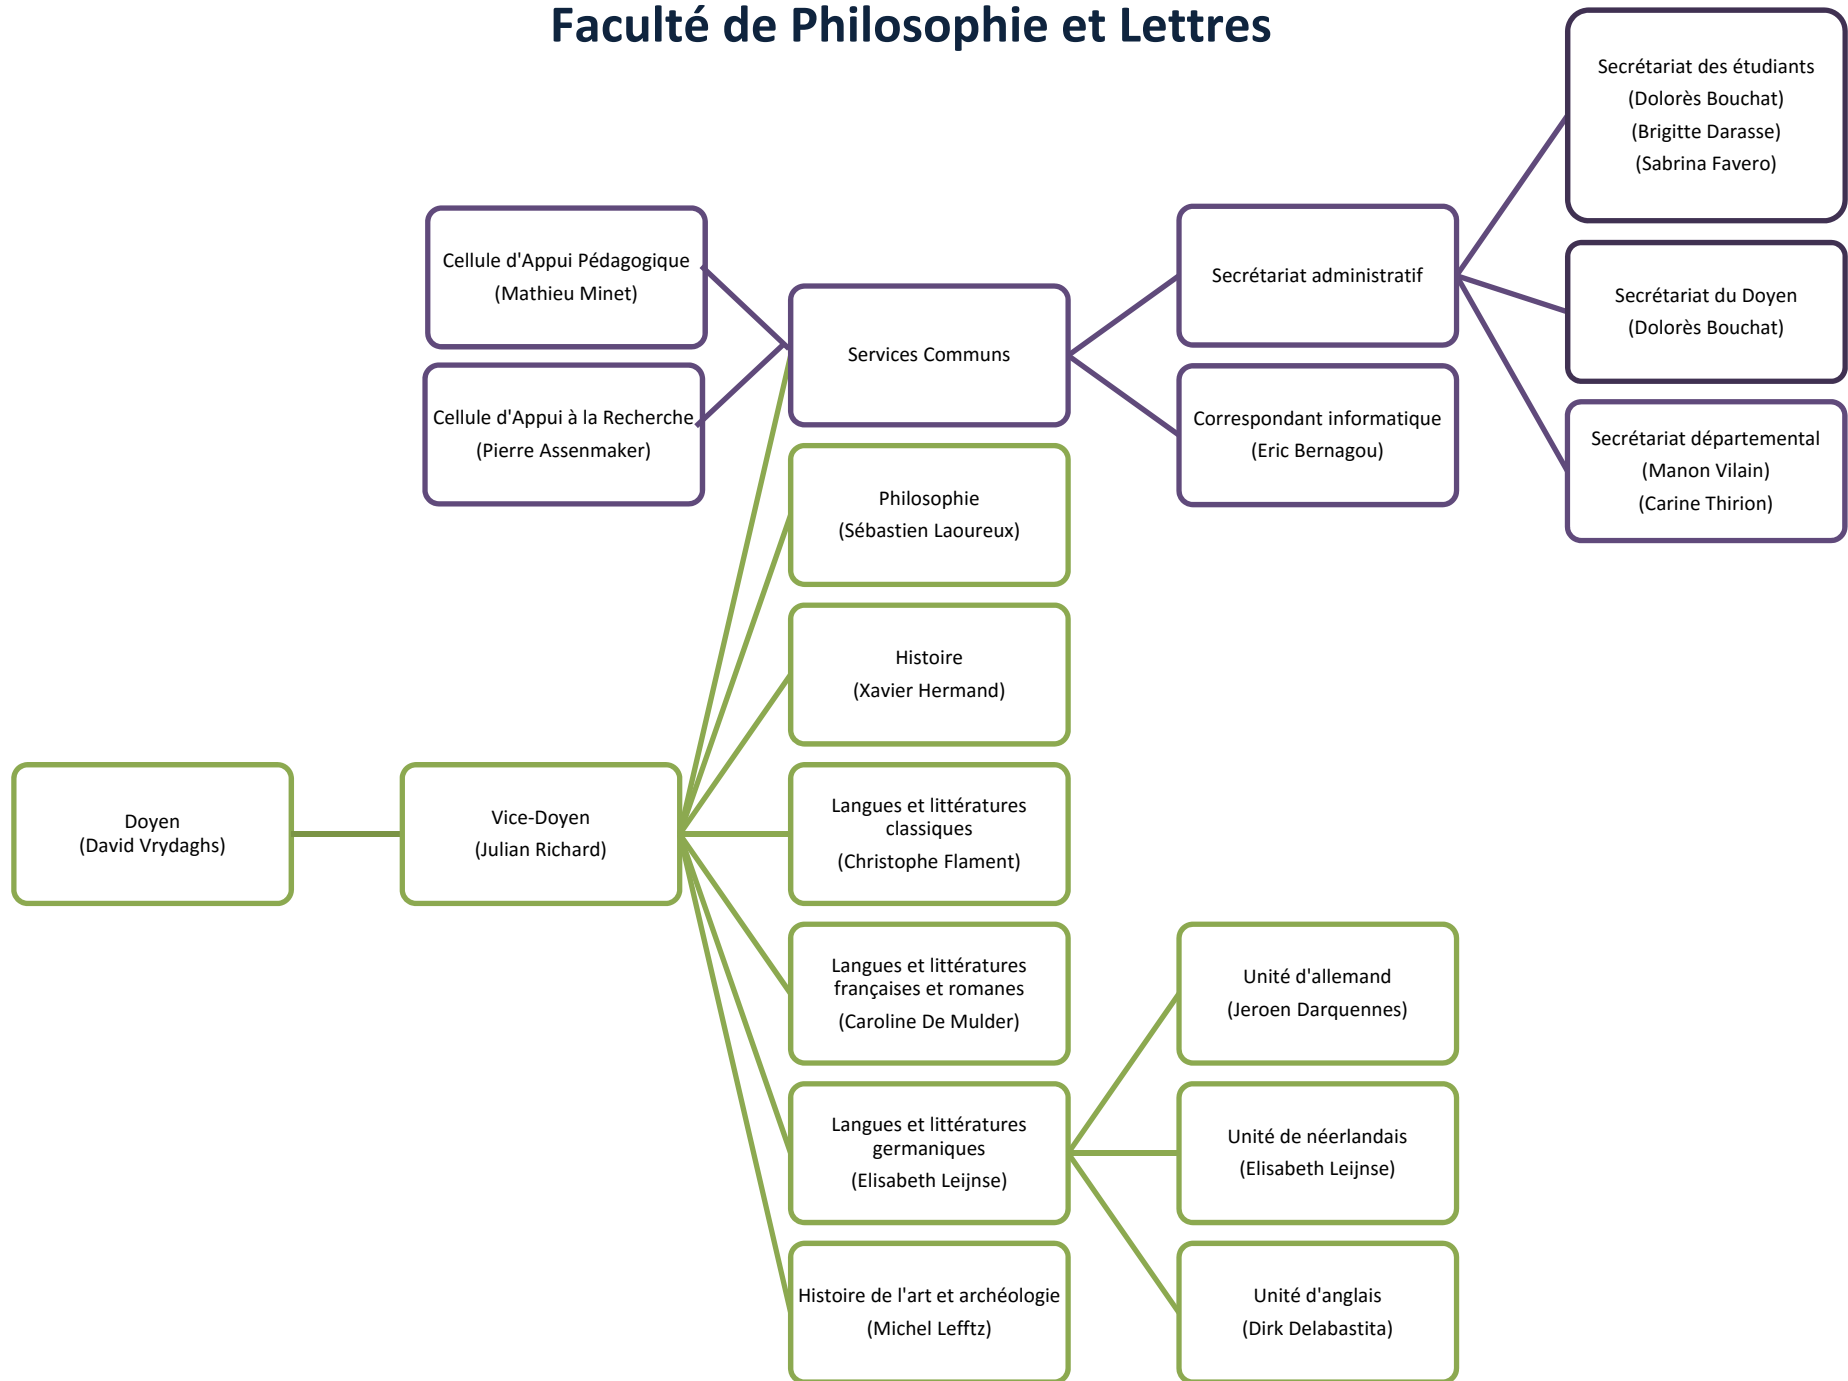 Faculté de Philosophie et Lettres
Secrétariat des étudiants
(Dolorès Bouchat)
(Brigitte Darasse)
(Sabrina Favero)
Cellule d'Appui Pédagogique
(Mathieu Minet)
Secrétariat administratif
Secrétariat du Doyen
(Dolorès Bouchat)
Services Communs
Cellule d'Appui à la Recherche
(Pierre Assenmaker)
Correspondant informatique
(Eric Bernagou)
Secrétariat départemental
(Manon Vilain)
(Carine Thirion)
Philosophie
(Sébastien Laoureux)
Histoire
(Xavier Hermand)
Doyen
(David Vrydaghs)
Vice-Doyen
(Julian Richard)
Langues et littératures
classiques
(Christophe Flament)
Langues et littératures
françaises et romanes
(Caroline De Mulder)
Unité d'allemand
(Jeroen Darquennes)
Langues et littératures
germaniques
(Elisabeth Leijnse)
Unité de néerlandais
(Elisabeth Leijnse)
Histoire de l'art et archéologie
(Michel Lefftz)
Unité d'anglais
(Dirk Delabastita)